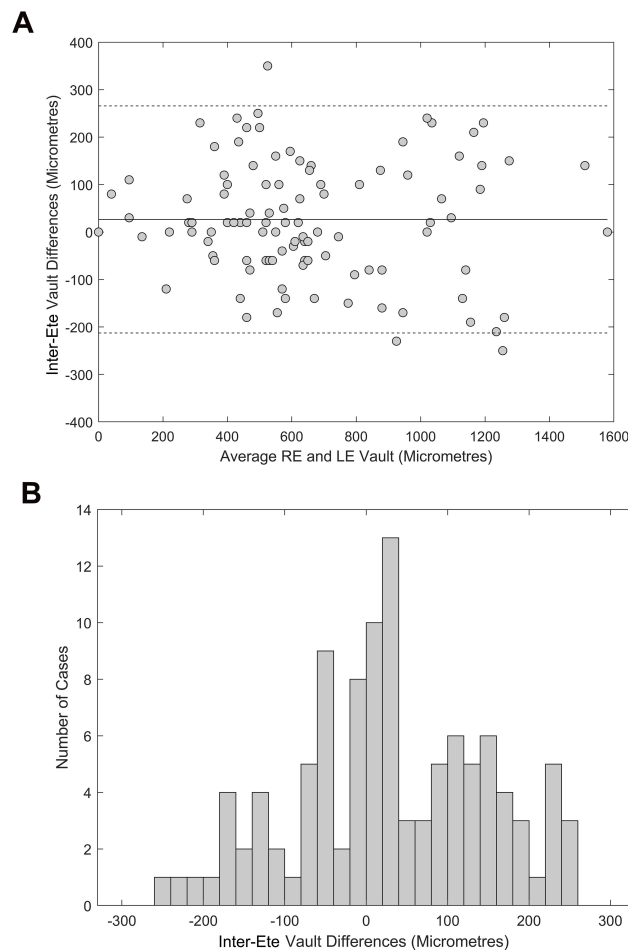 A
400
300
200
100
0
-100
-200
-300
-400
Inter-Ete Vault Differences (Micrometres)
0 200 400 600 800 1000 1200 1400 1600
Average RE and LE Vault (Micrometres)
B
14
12
10
8
6
4
2
0
Number of Cases
-300 -200 -100 0 100 200 300
Inter-Ete Vault Differences (Micrometres)